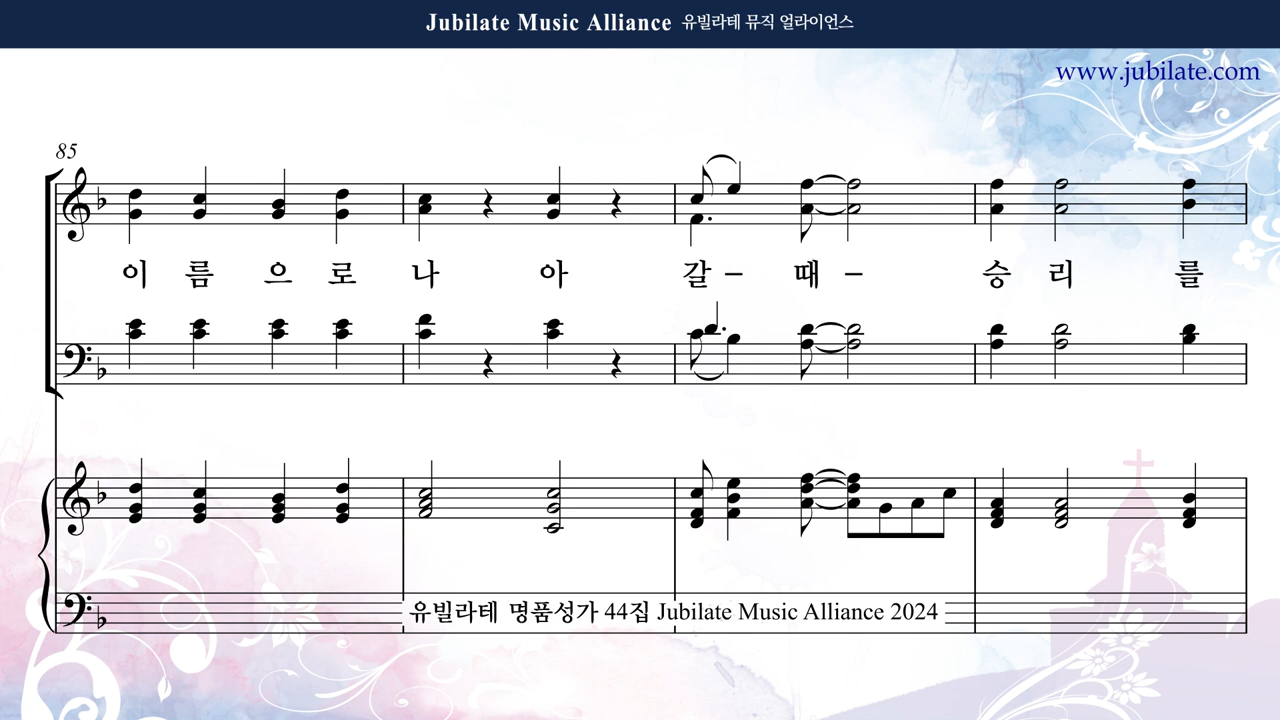 Jubilate Music Alliance 유빌라테 뮤직 얼라이언스
www.jubilate.com
85
이 름 으 로 나 아 갈 – 때 – 승 리 를
유빌라테 명품성가 44집 Jubilate Music Alliance 2024